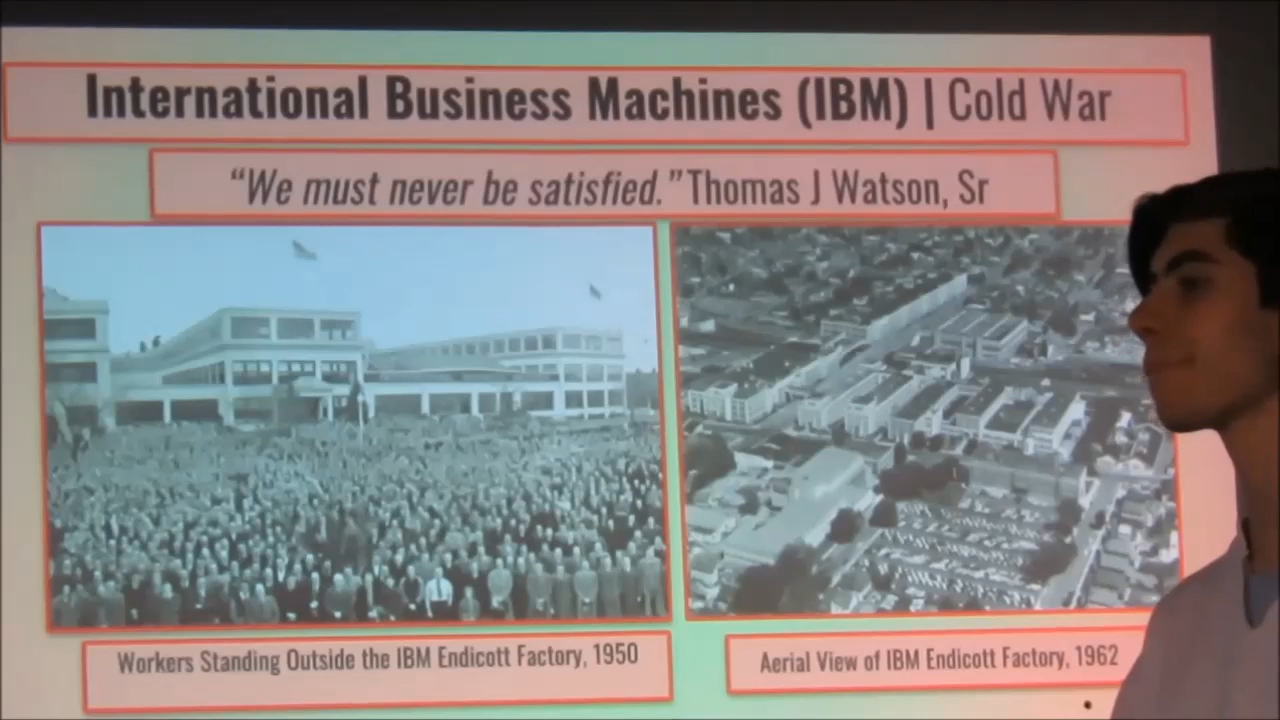 International Business Machines (IBM) | Cold War
“We must never be satisfied.” Thomas J Watson, Sr
Workers Standing Outside the IBM Endicott Factory, 1950
Aerial View of IBM Endicott Factory, 1962